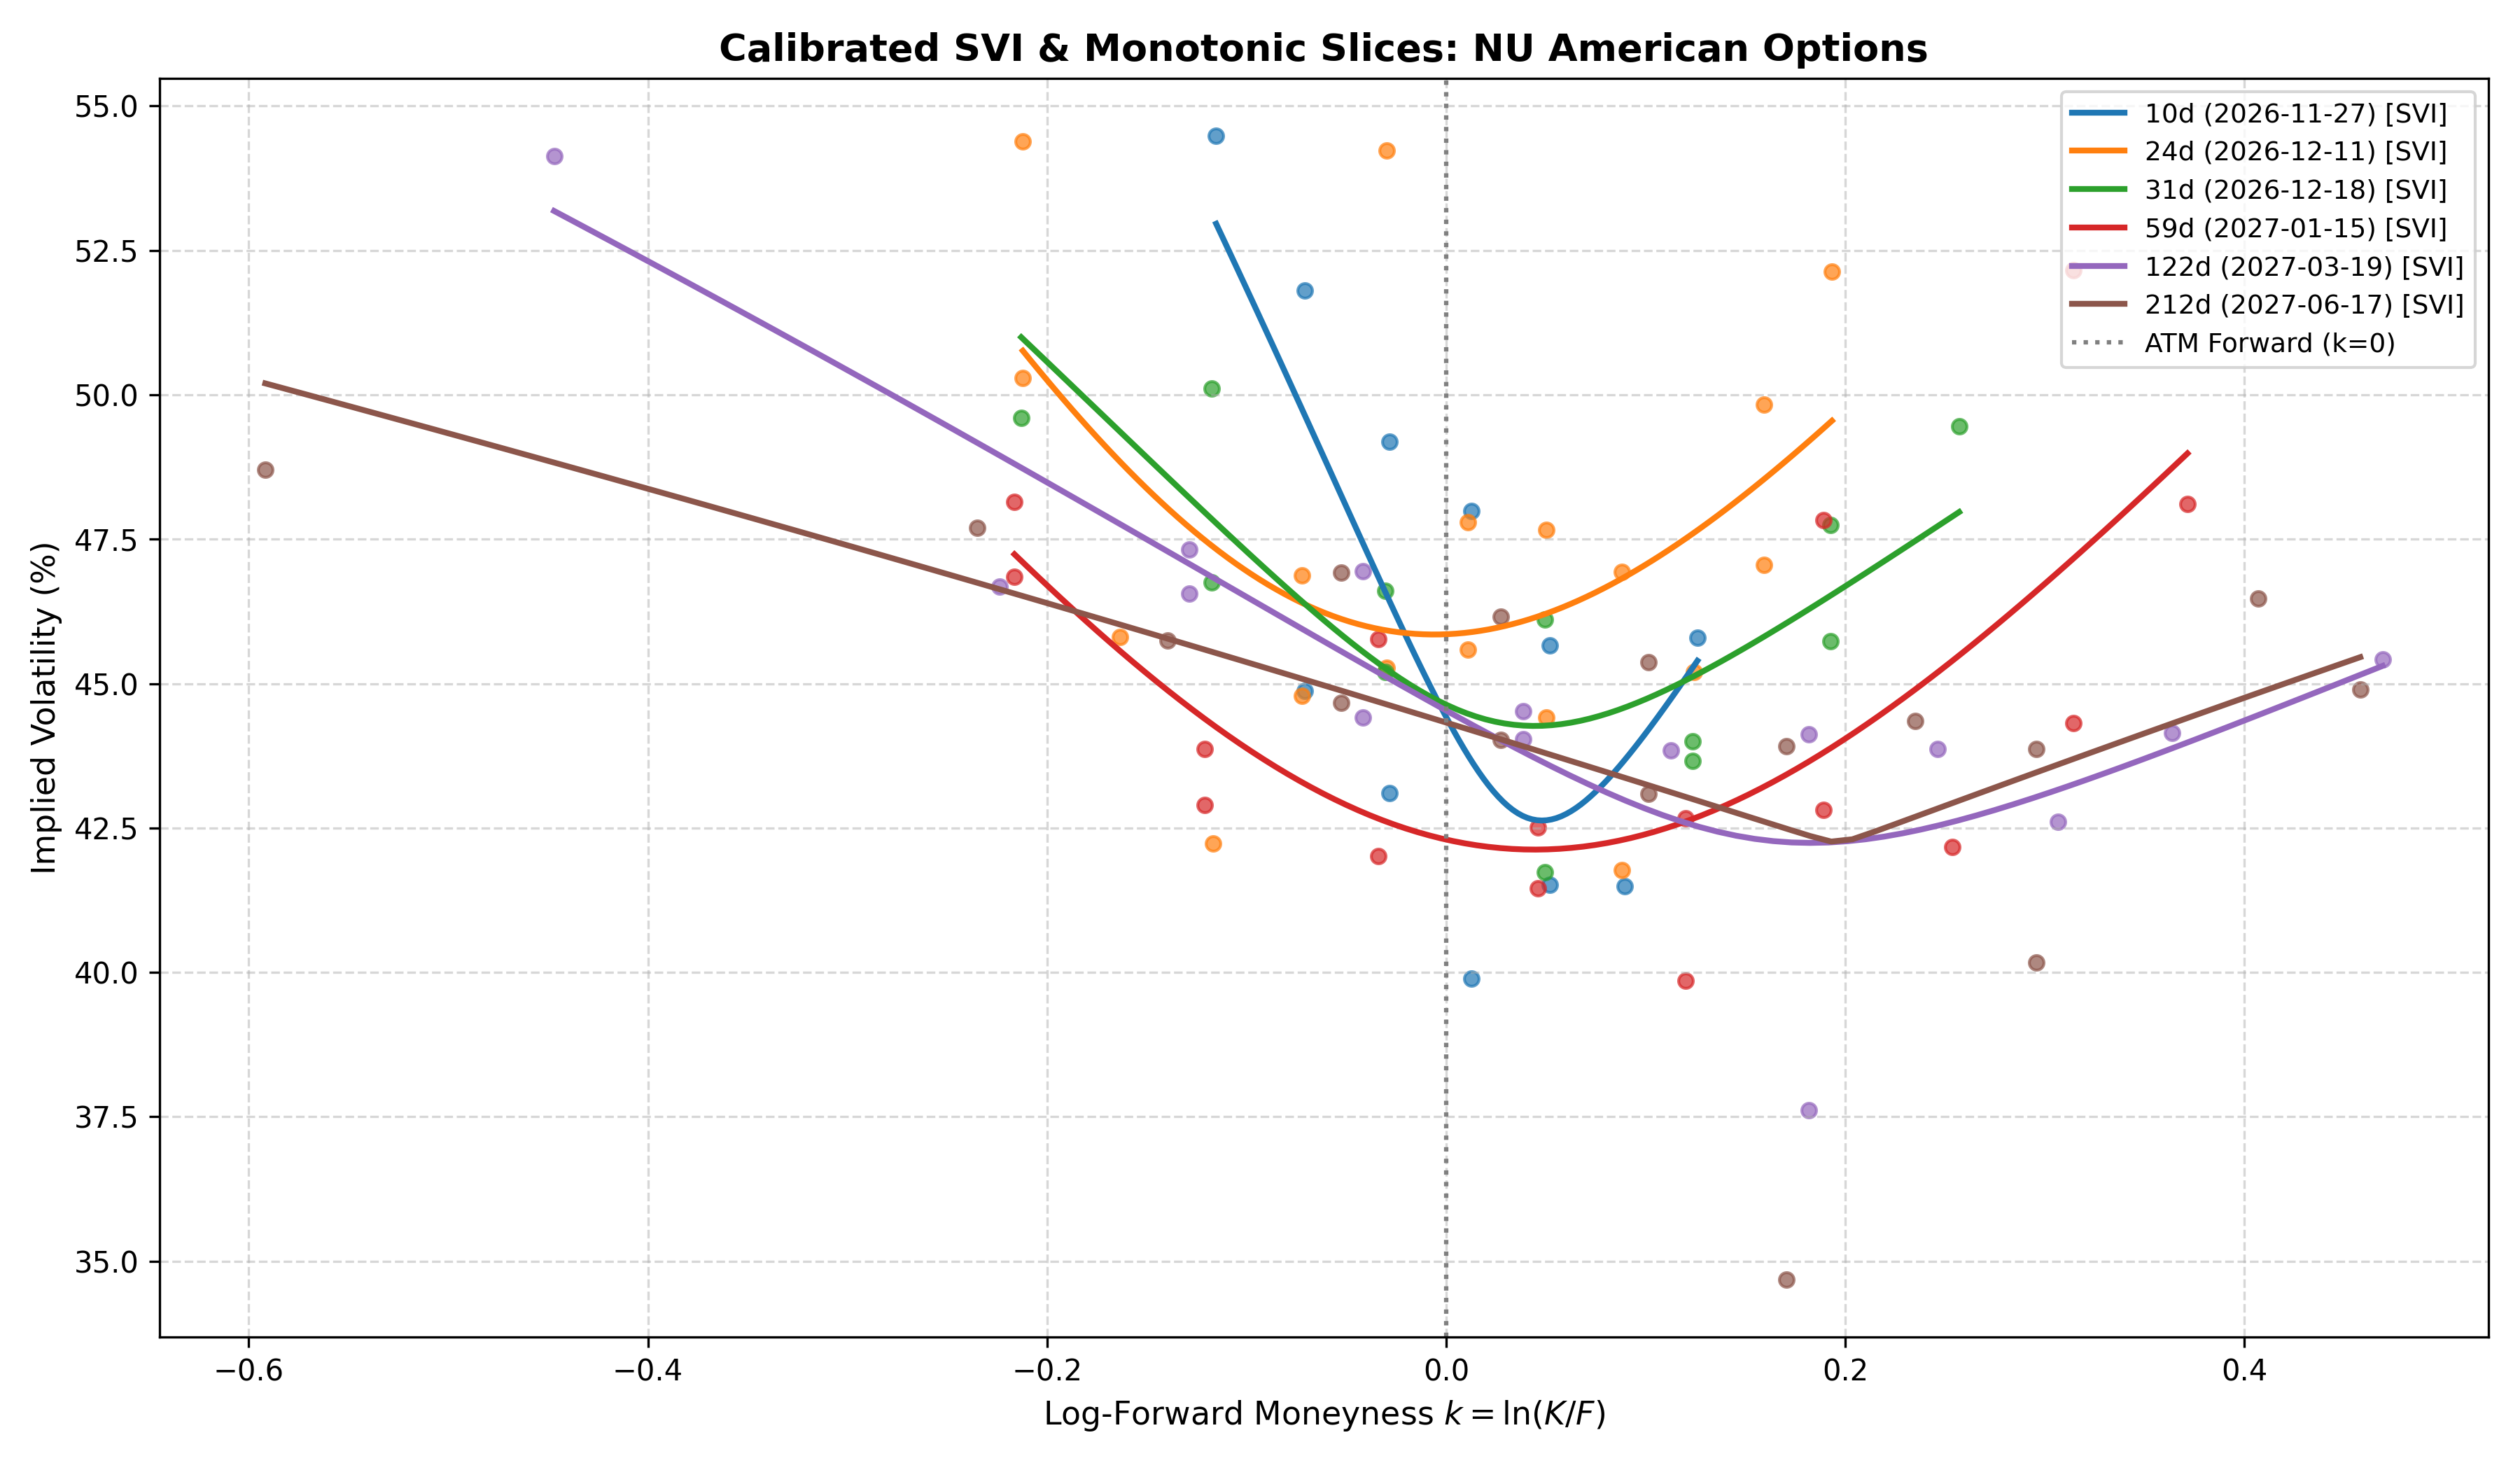 Calibrated SVI & Monotonic Slices: NU American Options
55.0
52.5
50.0
47.5
45.0
42.5
40.0
37.5
35.0
Implied Volatility (%)
10d (2026-11-27) [SVI]
24d (2026-12-11) [SVI]
31d (2026-12-18) [SVI]
59d (2027-01-15) [SVI]
122d (2027-03-19) [SVI]
212d (2027-06-17) [SVI]
ATM Forward (k=0)
−0.6 −0.4 −0.2 0.0 0.2 0.4
Log-Forward Moneyness k = ln(K/F)